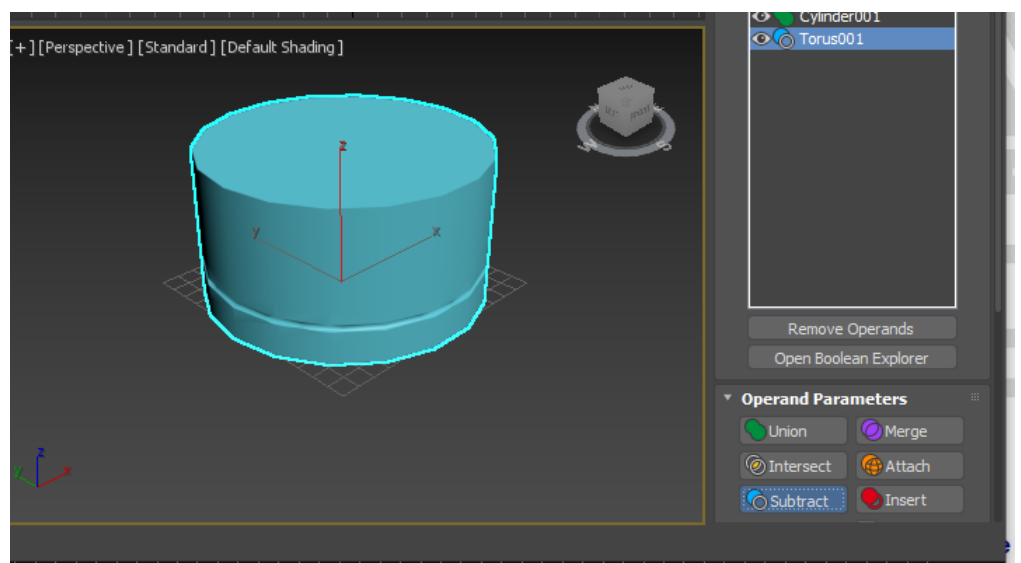 Cylinder001
Torus001
[+] [Perspective] [Standard] [Default Shading]
z
y
x
Remove Operands
Open Boolean Explorer
Operand Parameters
Union
Merge
Intersect
Attach
Subtract
Insert
z
y
x